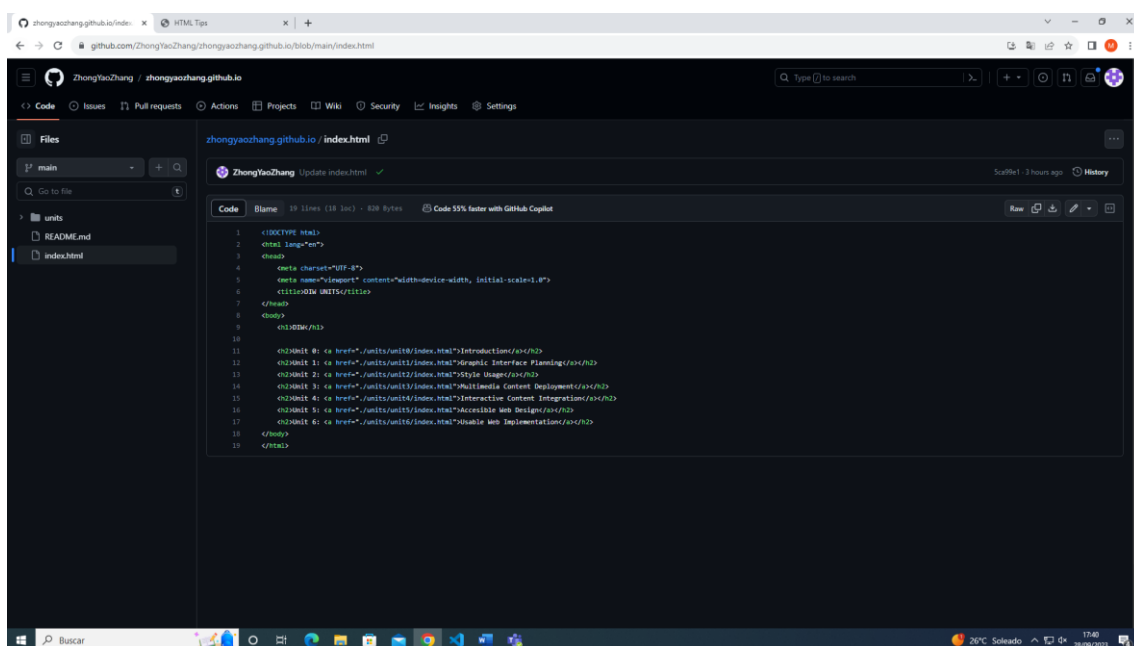 zhongyaozhang.github.io/index
HTML Tips
github.com/ZhongYaoZhang/zhongyaozhang.github.io/blob/main/index.html
ZhongYaoZhang / zhongyaozhang.github.io
Type / to search
Code Issues Pull requests Actions Projects Wiki Security Insights Settings
Files
zhongyaozhang.github.io / index.html
main
ZhongYaoZhang Update index.html
5ca99e1 · 3 hours ago History
Go to file t
Code Blame 19 lines (18 loc) · 820 Bytes Code 55% faster with GitHub Copilot Raw
units
README.md
index.html
1 <!DOCTYPE html>
2 <html lang="en">
3 <head>
4 <meta charset="UTF-8">
5 <meta name="viewport" content="width=device-width, initial-scale=1.0">
6 <title>DIW UNITS</title>
7 </head>
8 <body>
9 <h1>DIW</h1>
10
11 <h2>Unit 0: <a href="./units/unit0/index.html">Introduction</a></h2>
12 <h2>Unit 1: <a href="./units/unit1/index.html">Graphic Interface Planning</a></h2>
13 <h2>Unit 2: <a href="./units/unit2/index.html">Style Usage</a></h2>
14 <h2>Unit 3: <a href="./units/unit3/index.html">Multimedia Content Deployment</a></h2>
15 <h2>Unit 4: <a href="./units/unit4/index.html">Interactive Content Integration</a></h2>
16 <h2>Unit 5: <a href="./units/unit5/index.html">Accesible Web Design</a></h2>
17 <h2>Unit 6: <a href="./units/unit6/index.html">Usable Web Implementation</a></h2>
18 </body>
19 </html>
Buscar
26°C Soleado
17:40
28/09/2023